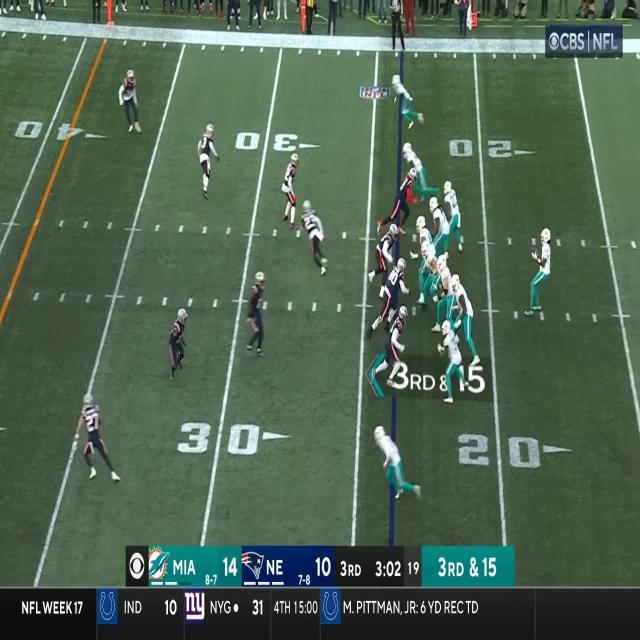 CBS | NFL
40
30
20
NFL
3RD & 15
30
20
27
MIA 14 NE 10 3RD 3:02 19 3RD & 15
8-7 7-8
NFL WEEK 17 IND 10 NYG 31 4TH 15:00 M. PITTMAN, JR: 6 YD REC TD